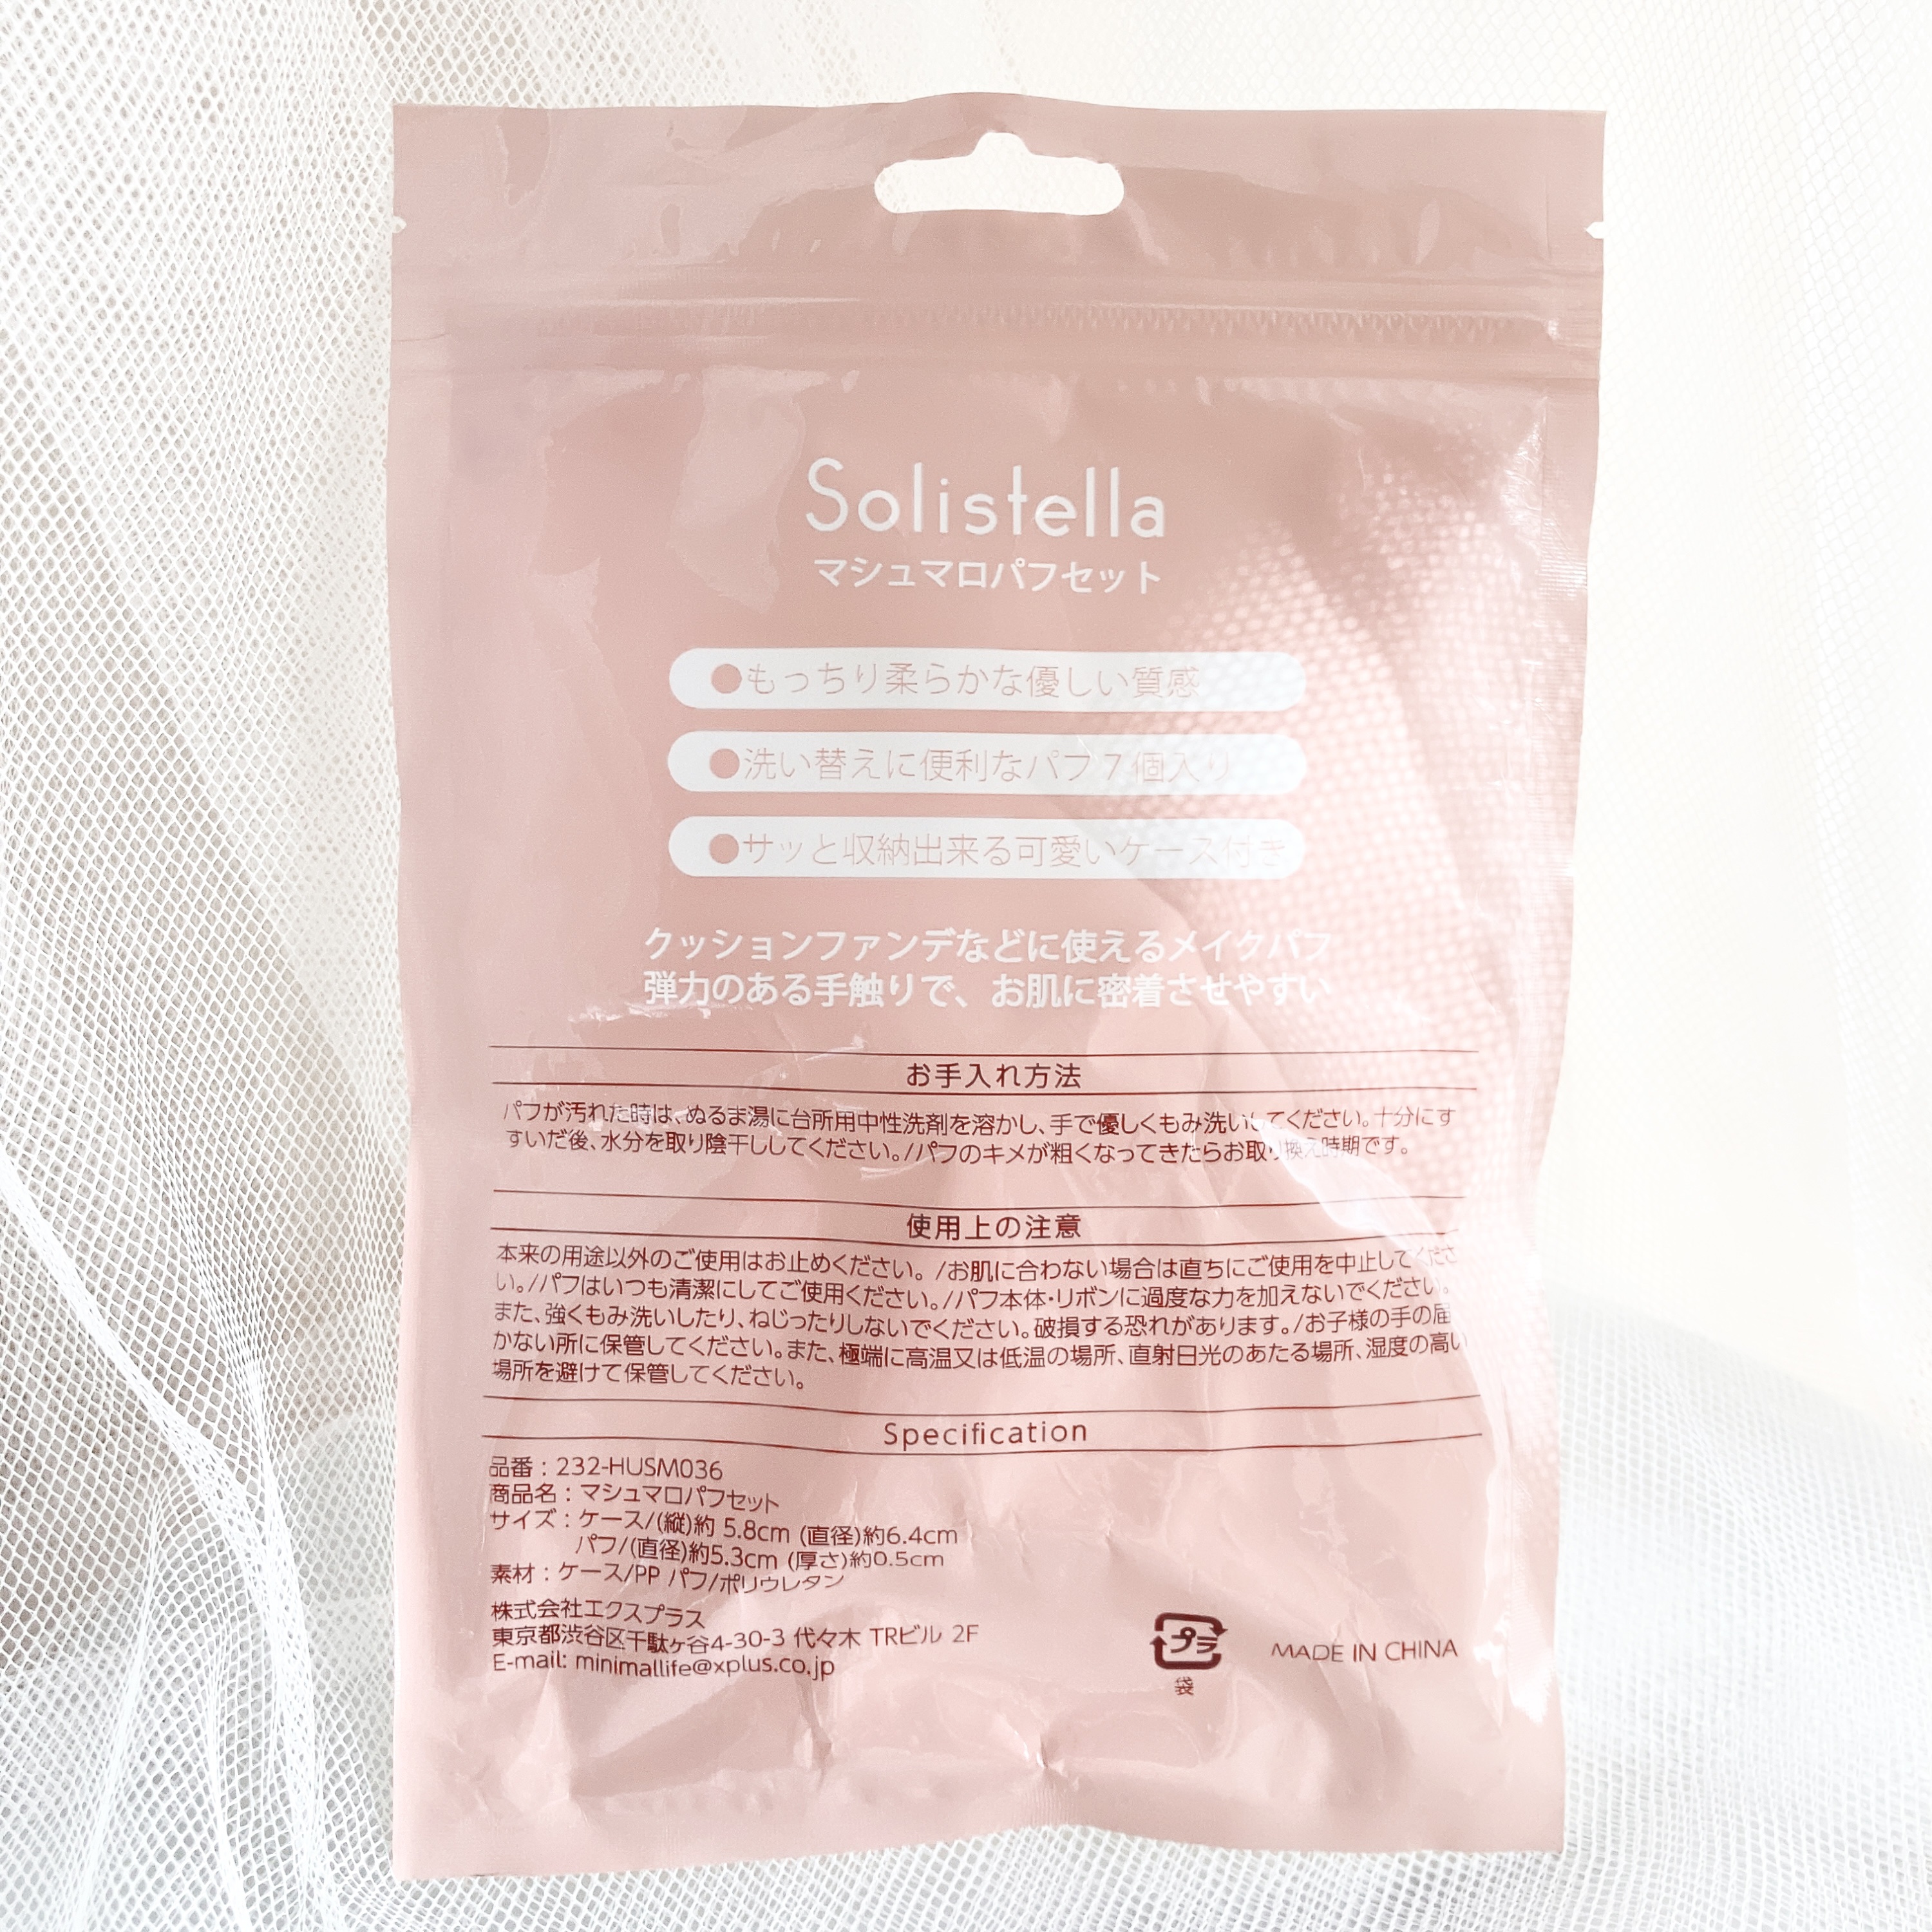 Solistella
マシュマロパフセット
●もっちり柔らかな優しい質感
●洗い替えに便利なパフ7個入り
●サッと収納出来る可愛いケース付き
クッションファンデなどに使えるメイクパフ
弾力のある手触りで、お肌に密着させやすい
お手入れ方法
パフが汚れた時は、ぬるま湯に台所用中性洗剤を溶かし、手で優しくもみ洗いしてください。十分にす
すいだ後、水分を取り陰干ししてください。/パフのキメが粗くなってきたらお取り換え時期です。
使用上の注意
本来の用途以外のご使用はお止めください。/お肌に合わない場合は直ちにご使用を中止してくださ
い。/パフはいつも清潔にしてご使用ください。/パフ本体・リボンに過度な力を加えないでください。
また、強くもみ洗いしたり、ねじったりしないでください。破損する恐れがあります。/お子様の手の届
かない所に保管してください。また、極端に高温又は低温の場所、直射日光のあたる場所、湿度の高い
場所を避けて保管してください。
Specification
品番：232-HUSM036
商品名：マシュマロパフセット
サイズ：ケース/(縦)約 5.8cm (直径)約6.4cm
パフ/(直径)約5.3cm (厚さ)約0.5cm
素材：ケース/PP パフ/ポリウレタン
株式会社エクスプラス
東京都渋谷区千駄ヶ谷4-30-3 代々木 TRビル 2F
E-mail: minimallife@xplus.co.jp
プラ
袋
MADE IN CHINA